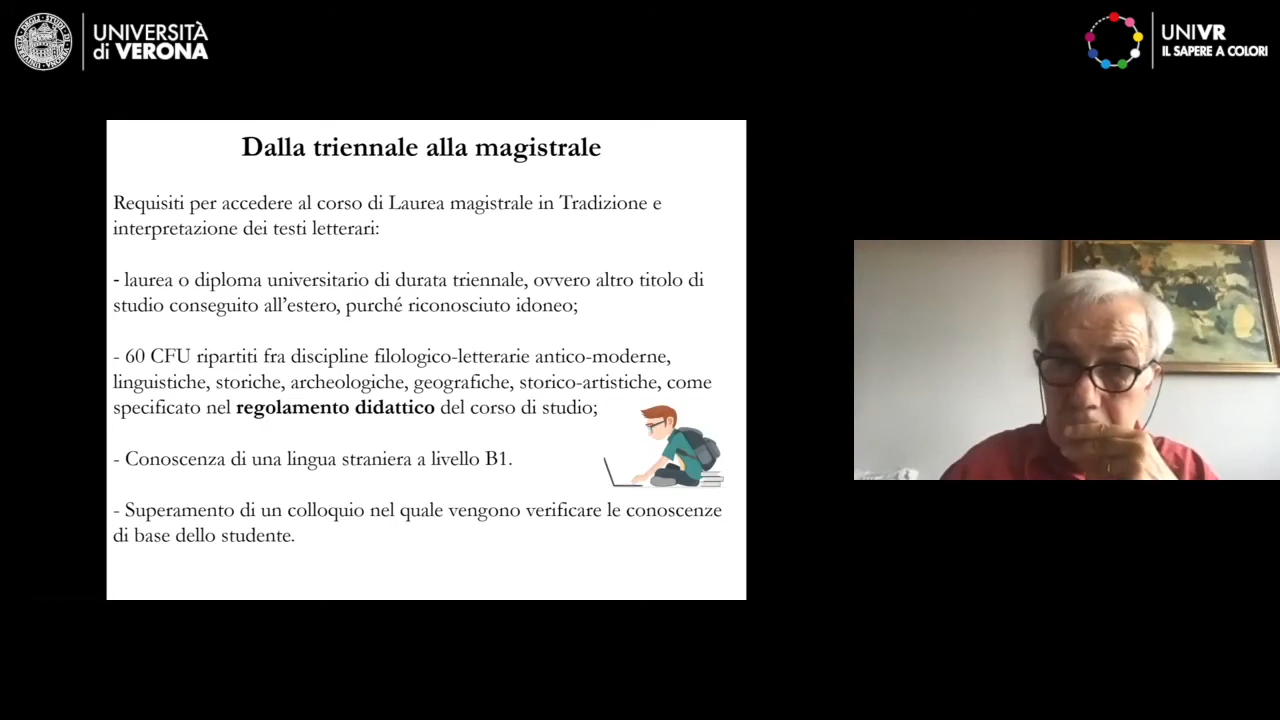 UNIVERSITÀ
di VERONA
UNIVR
IL SAPERE A COLORI
Dalla triennale alla magistrale
Requisiti per accedere al corso di Laurea magistrale in Tradizione e
interpretazione dei testi letterari:
- laurea o diploma universitario di durata triennale, ovvero altro titolo di
studio conseguito all’estero, purché riconosciuto idoneo;
- 60 CFU ripartiti fra discipline filologico-letterarie antico-moderne,
linguistiche, storiche, archeologiche, geografiche, storico-artistiche, come
specificato nel regolamento didattico del corso di studio;
- Conoscenza di una lingua straniera a livello B1.
- Superamento di un colloquio nel quale vengono verificare le conoscenze
di base dello studente.